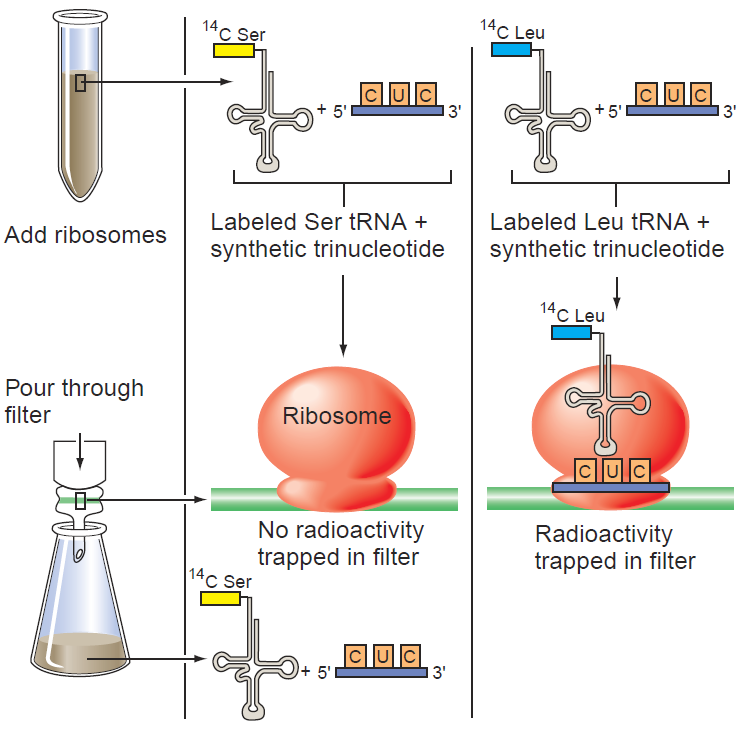 14C Ser
+ 5' C U C 3'
14C Leu
+ 5' C U C 3'
Add ribosomes
Labeled Ser tRNA +
synthetic trinucleotide
Labeled Leu tRNA +
synthetic trinucleotide
Pour through
filter
Ribosome
No radioactivity
trapped in filter
14C Leu
C U C
Radioactivity
trapped in filter
14C Ser
+ 5' C U C 3'